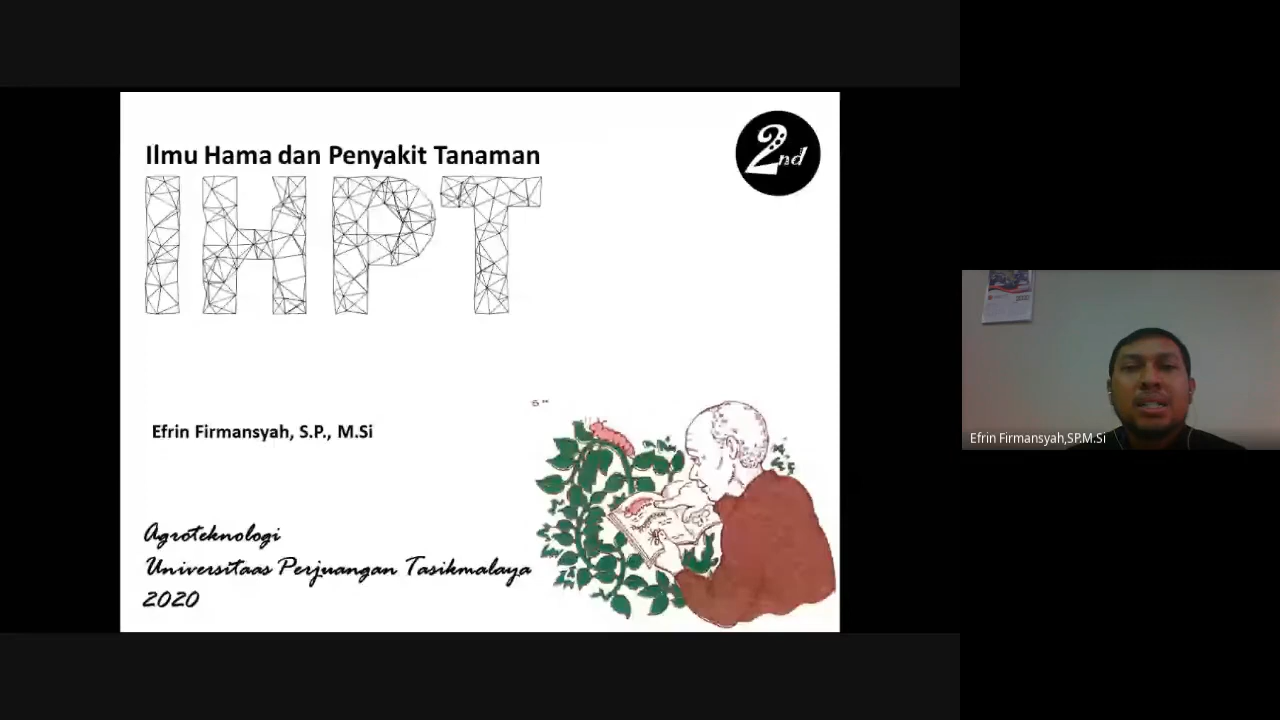 Ilmu Hama dan Penyakit Tanaman
2nd
IHPT
Efrin Firmansyah, S.P., M.Si
Agroteknologi
Universitaas Perjuangan Tasikmalaya
2020
Efrin Firmansyah,SP.M.Si